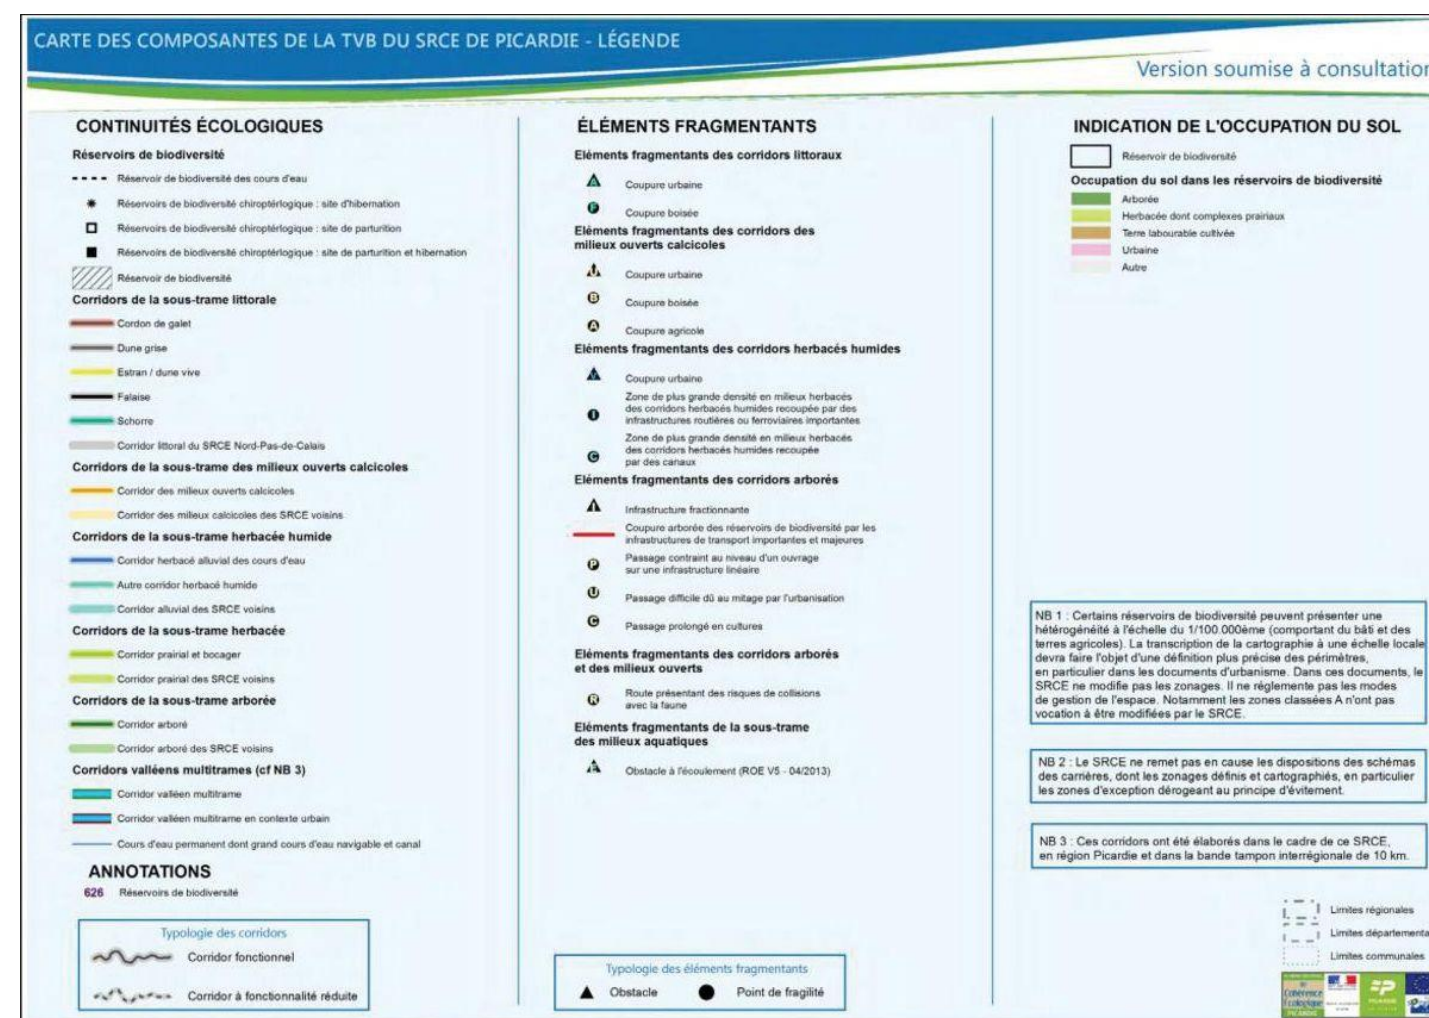 CARTE DES COMPOSANTES DE LA TVB DU SRCE DE PICARDIE - LÉGENDE
Version soumise à consultation
CONTINUITÉS ÉCOLOGIQUES
Réservoirs de biodiversité
Réservoir de biodiversité des cours d'eau
Réservoirs de biodiversité chiroptérlogique : site d'hibernation
Réservoirs de biodiversité chiroptérlogique : site de parturition
Réservoirs de biodiversité chiroptérlogique : site de parturition et hibernation
Réservoir de biodiversité
Corridors de la sous-trame littorale
Cordon de galet
Dune grise
Estran / dune vive
Falaise
Schorre
Corridor littoral du SRCE Nord-Pas-de-Calais
Corridors de la sous-trame des milieux ouverts calcicoles
Corridor des milieux ouverts calcicoles
Corridor des milieux calcicoles des SRCE voisins
Corridors de la sous-trame herbacée humide
Corridor herbacé alluvial des cours d'eau
Autre corridor herbacé humide
Corridor alluvial des SRCE voisins
Corridors de la sous-trame herbacée
Corridor prairial et bocager
Corridor prairial des SRCE voisins
Corridors de la sous-trame arborée
Corridor arboré
Corridor arboré des SRCE voisins
Corridors valléens multitrames (cf NB 3)
Corridor valléen multitrame
Corridor valléen multitrame en contexte urbain
Cours d'eau permanent dont grand cours d'eau navigable et canal
ANNOTATIONS
626 Réservoirs de biodiversité
Typologie des corridors
Corridor fonctionnel
Corridor à fonctionnalité réduite
ÉLÉMENTS FRAGMENTANTS
Eléments fragmentants des corridors littoraux
Coupure urbaine
F Coupure boisée
Eléments fragmentants des corridors des
milieux ouverts calcicoles
U Coupure urbaine
B Coupure boisée
A Coupure agricole
Eléments fragmentants des corridors herbacés humides
V Coupure urbaine
Zone de plus grande densité en milieux herbacés
des corridors herbacés humides recoupée par des
I infrastructures routières ou ferroviaires importantes
Zone de plus grande densité en milieux herbacés
des corridors herbacés humides recoupée
C par des canaux
Eléments fragmentants des corridors arborés
I Infrastructure fractionnante
Coupure arborée des réservoirs de biodiversité par les
infrastructures de transport importantes et majeures
P Passage contraint au niveau d'un ouvrage
sur une infrastructure linéaire
U Passage difficile dû au mitage par l'urbanisation
C Passage prolongé en cultures
Eléments fragmentants des corridors arborés
et des milieux ouverts
R Route présentant des risques de collisions
avec la faune
Eléments fragmentants de la sous-trame
des milieux aquatiques
Obstacle à l'écoulement (ROE V5 - 04/2013)
Typologie des éléments fragmentants
Obstacle Point de fragilité
INDICATION DE L'OCCUPATION DU SOL
Réservoir de biodiversité
Occupation du sol dans les réservoirs de biodiversité
Arborée
Herbacée dont complexes prairiaux
Terre labourable cultivée
Urbaine
Autre
NB 1 : Certains réservoirs de biodiversité peuvent présenter une
hétérogénéité à l'échelle du 1/100.000ème (comportant du bâti et des
terres agricoles). La transcription de la cartographie à une échelle locale
devra faire l'objet d'une définition plus précise des périmètres,
en particulier dans les documents d'urbanisme. Dans ces documents, le
SRCE ne modifie pas les zonages. Il ne réglemente pas les modes
de gestion de l'espace. Notamment les zones classées A n'ont pas
vocation à être modifiées par le SRCE.
NB 2 : Le SRCE ne remet pas en cause les dispositions des schémas
des carrières, dont les zonages définis et cartographiés, en particulier
les zones d'exception dérogeant au principe d'évitement.
NB 3 : Ces corridors ont été élaborés dans le cadre de ce SRCE,
en région Picardie et dans la bande tampon interrégionale de 10 km.
Limites régionales
Limites départementa
Limites communales
Cohérence
Ecologique
PICARDIE
PICARDIE